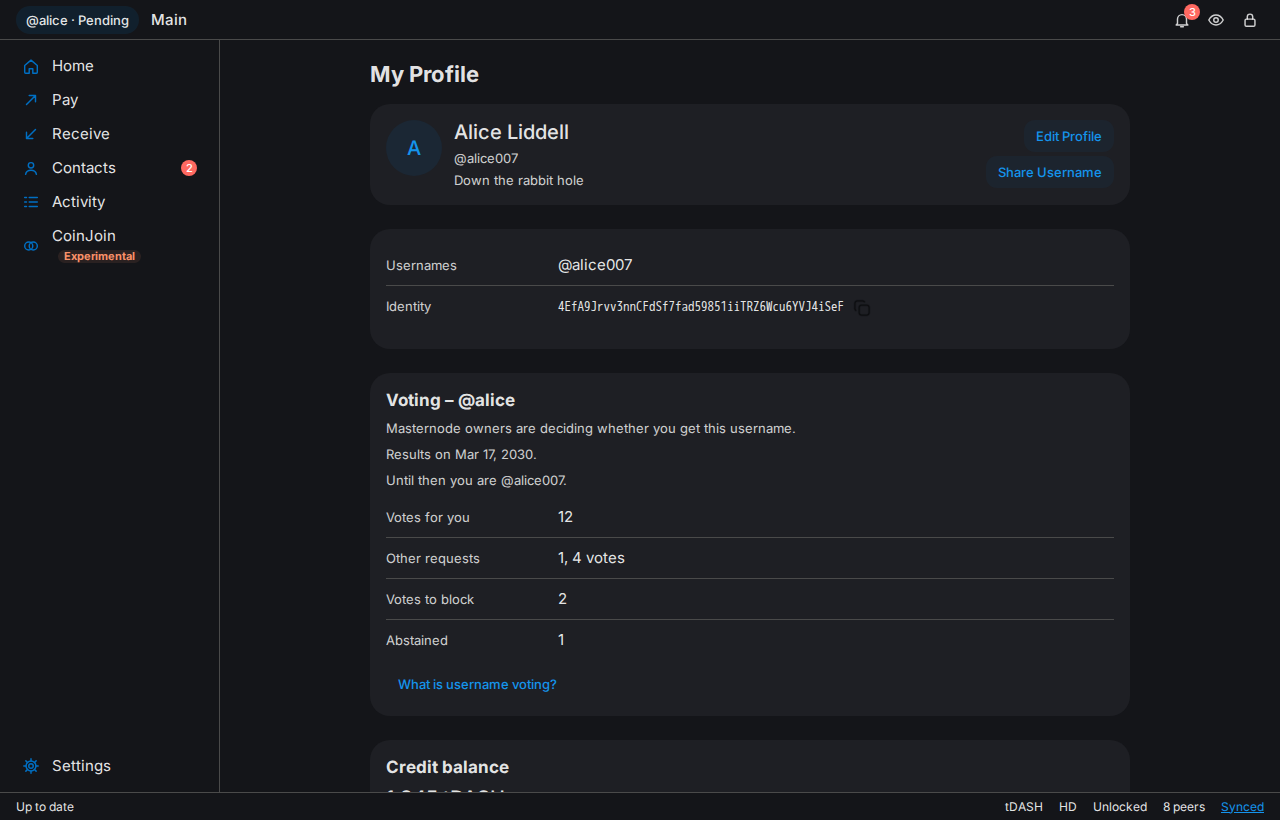 @alice · Pending
Main
3
Home
Pay
Receive
Contacts
2
Activity
CoinJoin
Experimental
Settings
My Profile
A
Alice Liddell
@alice007
Down the rabbit hole
Edit Profile
Share Username
Usernames @alice007
Identity 4EfA9Jrvv3nnCFdSf7fad59851iiTRZ6Wcu6YVJ4iSeF
Voting – @alice
Masternode owners are deciding whether you get this username.
Results on Mar 17, 2030.
Until then you are @alice007.
Votes for you 12
Other requests 1, 4 votes
Votes to block 2
Abstained 1
What is username voting?
Credit balance
Up to date
tDASH HD Unlocked 8 peers Synced